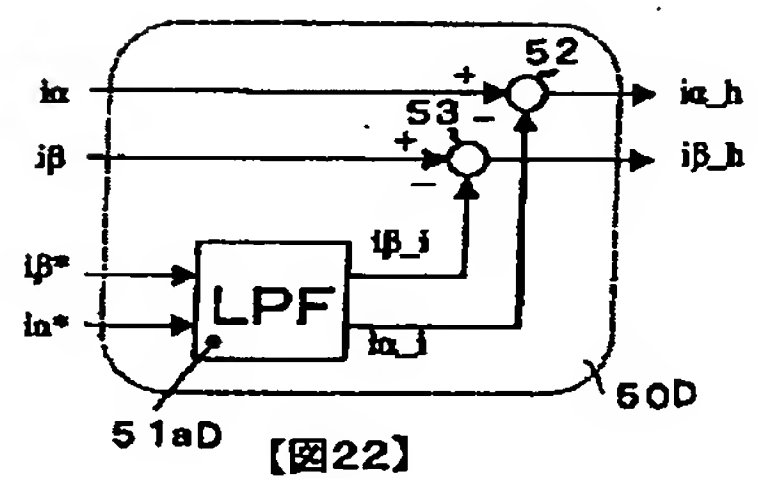 52
+
iα
iα_h
53
−
+
iβ
iβ_h
−
iβ*
iβ_i
LPF
iα*
iα_i
50D
51aD
【図22】